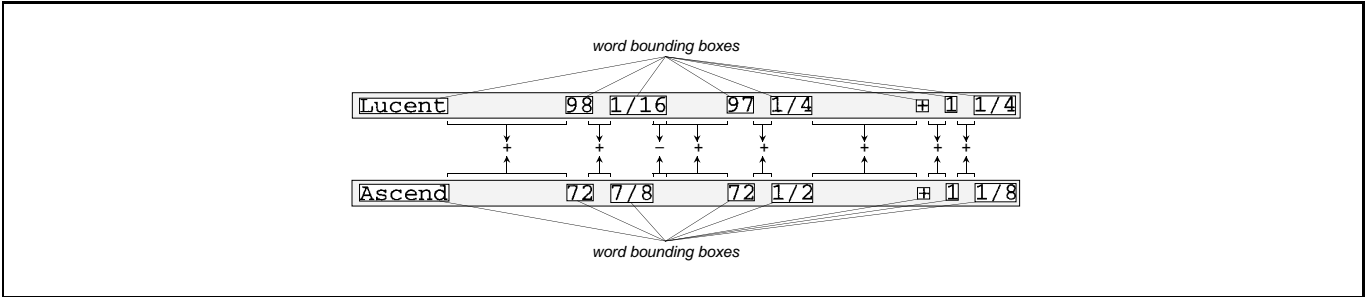 word bounding boxes
Lucent 98 1/16 97 1/4 + 1 1/4
+ + − + + + + +
Ascend 72 7/8 72 1/2 + 1 1/8
word bounding boxes